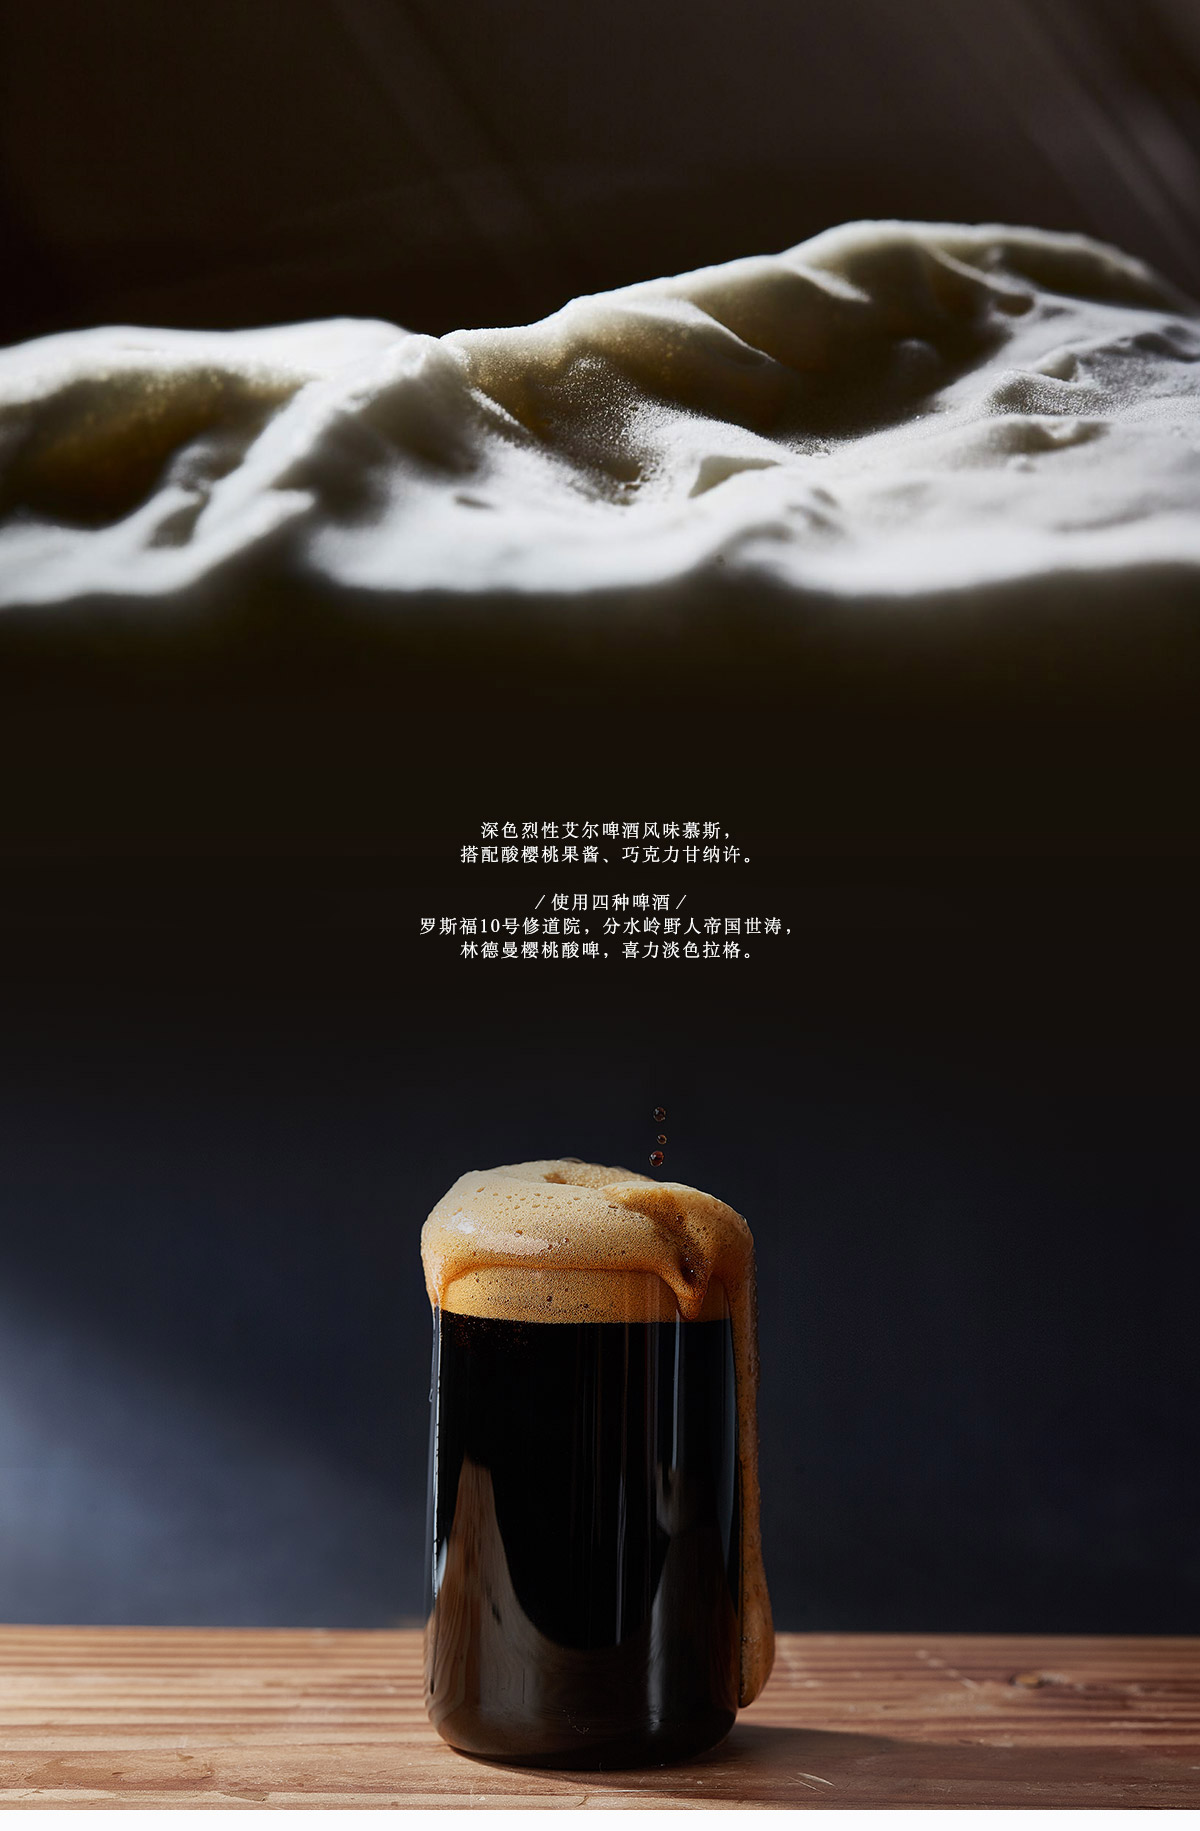 深色烈性艾尔啤酒风味慕斯，
搭配酸樱桃果酱、巧克力甘纳许。
/ 使用四种啤酒 /
罗斯福10号修道院，分水岭野人帝国世涛，
林德曼樱桃酸啤，喜力淡色拉格。